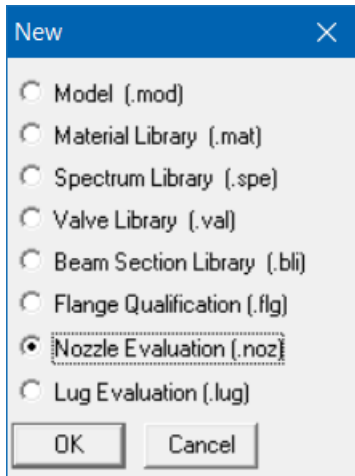 New
Model (.mod)
Material Library (.mat)
Spectrum Library (.spe)
Valve Library (.val)
Beam Section Library (.bli)
Flange Qualification (.flg)
Nozzle Evaluation (.noz)
Lug Evaluation (.lug)
OK Cancel